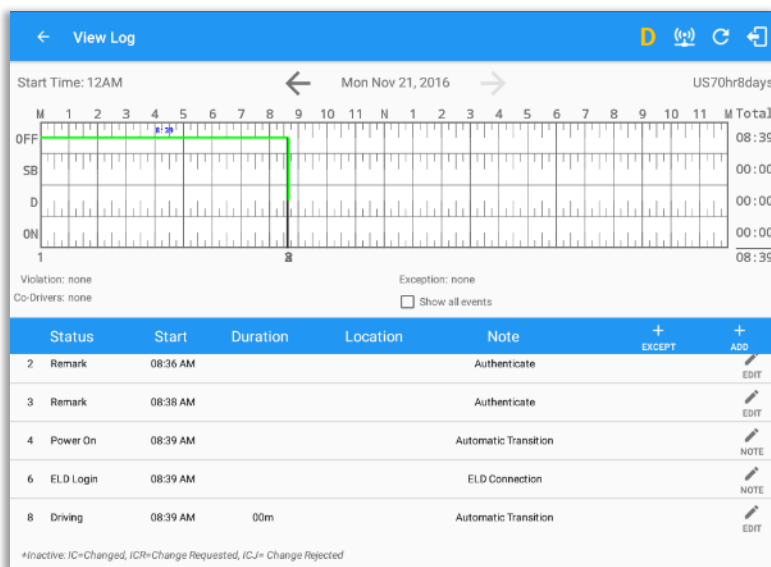 View Log D
Start Time: 12AM Mon Nov 21, 2016 US70hr8days
M 1 2 3 4 5 6 7 8 9 10 11 N 1 2 3 4 5 6 7 8 9 10 11 M Total
8:39
OFF 08:39
SB 00:00
D 00:00
ON 00:00
1 08:39
Violation: none Exception: none
Co-Drivers: none Show all events
Status Start Duration Location Note + EXCEPT + ADD
2 Remark 08:36 AM Authenticate EDIT
3 Remark 08:38 AM Authenticate EDIT
4 Power On 08:39 AM Automatic Transition NOTE
6 ELD Login 08:39 AM ELD Connection NOTE
8 Driving 08:39 AM 00m Automatic Transition EDIT
*Inactive: IC=Changed, ICR=Change Requested, ICJ= Change Rejected